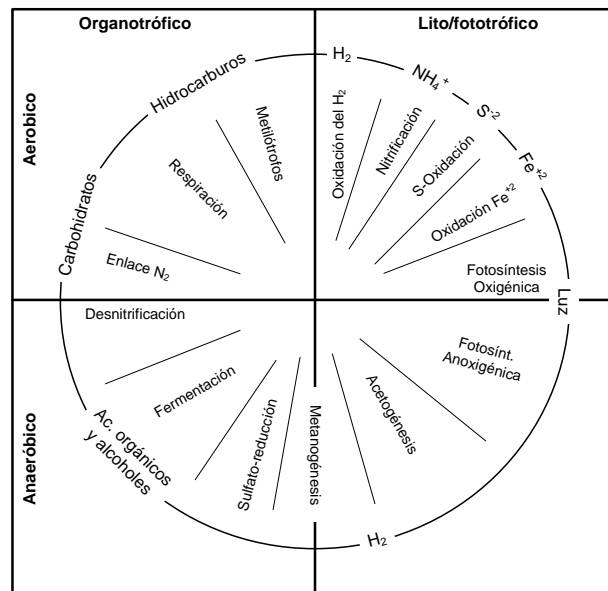 Organotrófico
Lito/fototrófico
Aerobico
Anaeróbico
Hidrocarburos
H₂
NH₄⁺
S⁻²
Fe⁺²
Carbohidratos
Luz
Ac. orgánicos
y alcoholes
H₂
Metilótrofos
Respiración
Enlace N₂
Oxidación del H₂
Nitrificación
S-Oxidación
Oxidación Fe⁺²
Fotosíntesis
Oxigénica
Desnitrificación
Fermentación
Sulfato-reducción
Metanogénesis
Acetogénesis
Fotosínt.
Anoxigénica